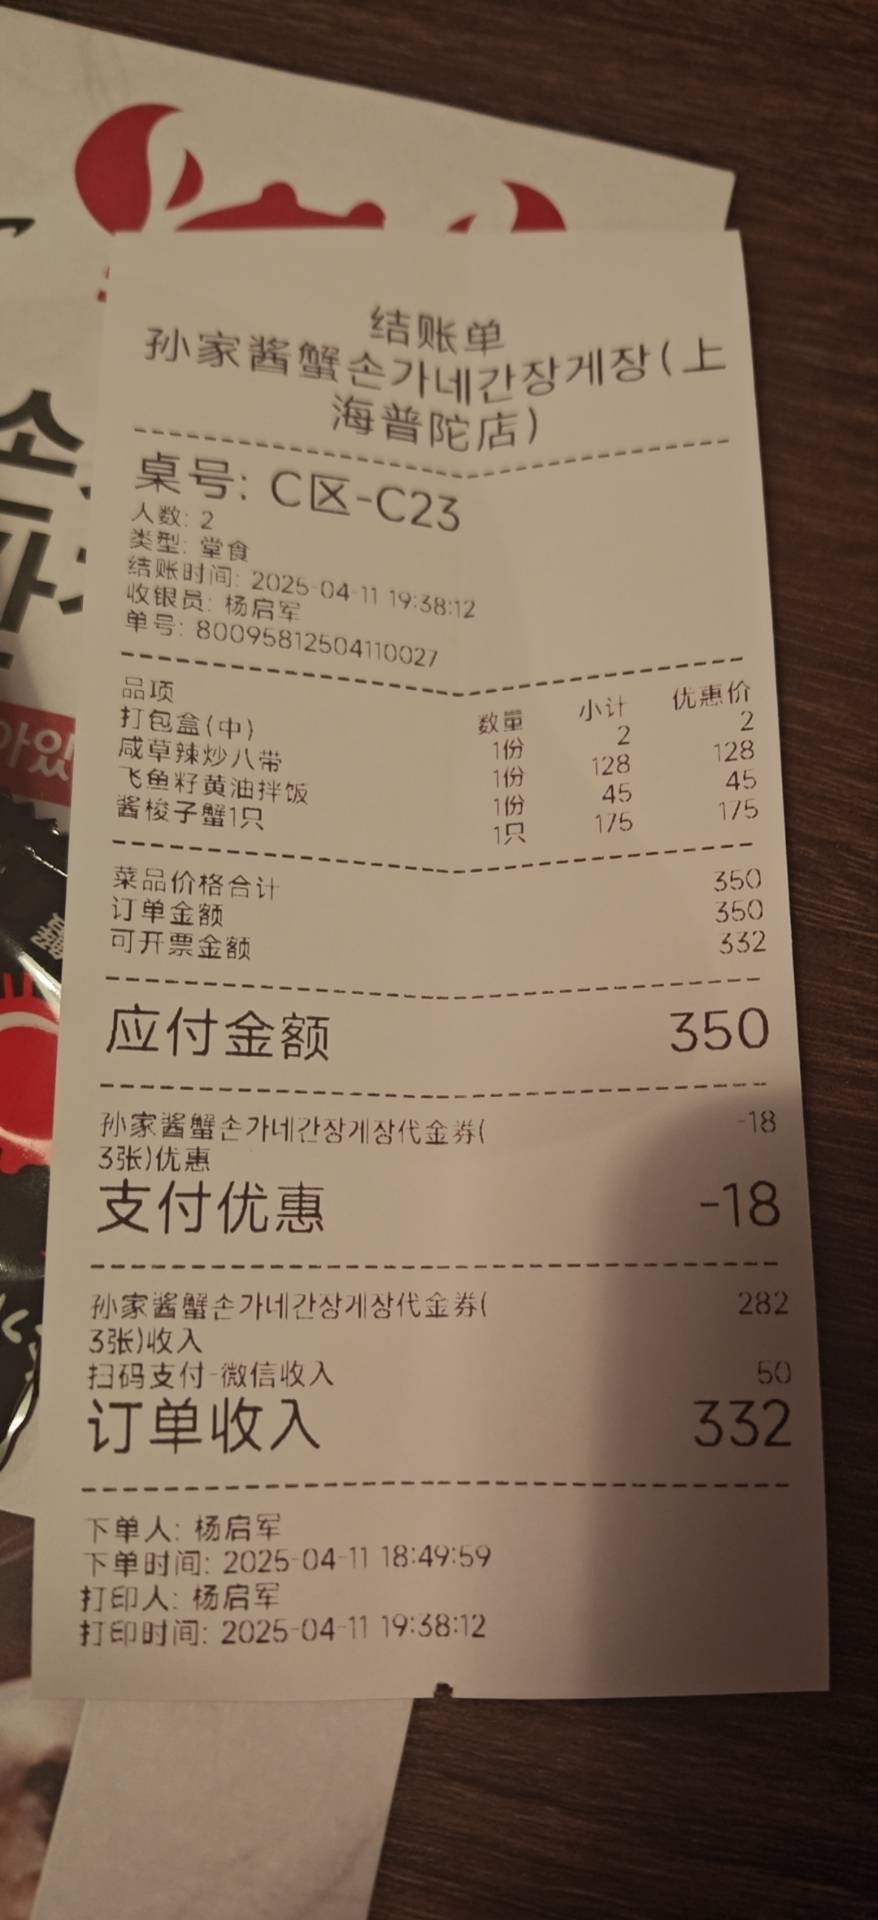 结账单
孙家酱蟹손가네간장게장(上
海普陀店)
桌号: C区-C23
人数: 2
类型: 堂食
结账时间: 2025-04-11 19:38:12
收银员: 杨启军
单号: 80095812504110027
品项 数量 小计 优惠价
打包盒(中) 1份 2 2
咸草辣炒八带 1份 128 128
飞鱼籽黄油拌饭 1份 45 45
酱梭子蟹1只 1只 175 175
菜品价格合计 350
订单金额 350
可开票金额 332
应付金额 350
孙家酱蟹손가네간장게장代金券( -18
3张)优惠
支付优惠 -18
孙家酱蟹손가네간장게장代金券( 282
3张)收入
扫码支付-微信收入 50
订单收入 332
下单人: 杨启军
下单时间: 2025-04-11 18:49:59
打印人: 杨启军
打印时间: 2025-04-11 19:38:12